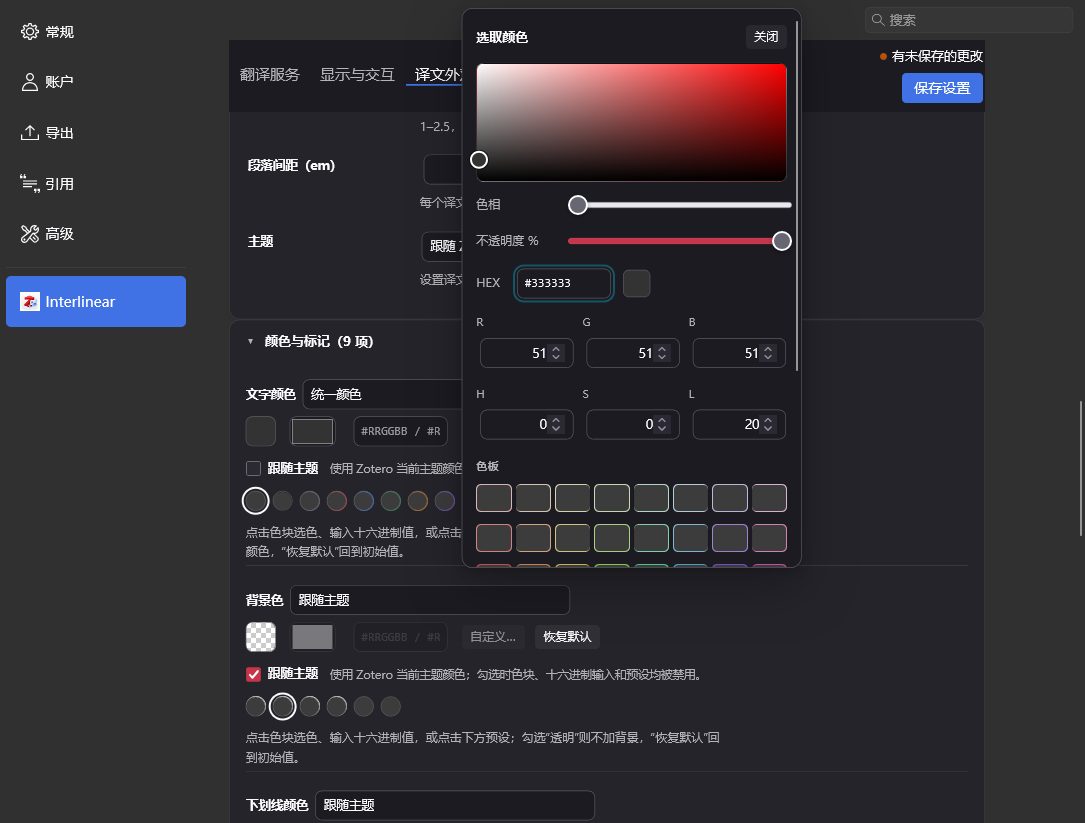 常规
账户
导出
引用
高级
Interlinear
搜索
有未保存的更改
保存设置
翻译服务
显示与交互
译文外
1–2.5，
段落间距（em）
每个译
主题
跟随
设置译
颜色与标记（9 项）
文字颜色
统一颜色
#RRGGBB / #R
跟随主题
使用 Zotero 当前主题颜
点击色块选色、输入十六进制值，或点击
颜色，“恢复默认”回到初始值。
选取颜色
关闭
色相
不透明度 %
HEX
#333333
R
G
B
51
51
51
H
S
L
0
0
20
色板
背景色
跟随主题
#RRGGBB / #R
自定义...
恢复默认
跟随主题
使用 Zotero 当前主题颜色；勾选时色块、十六进制输入和预设均被禁用。
点击色块选色、输入十六进制值，或点击下方预设；勾选“透明”则不加背景，“恢复默认”回
到初始值。
下划线颜色
跟随主题